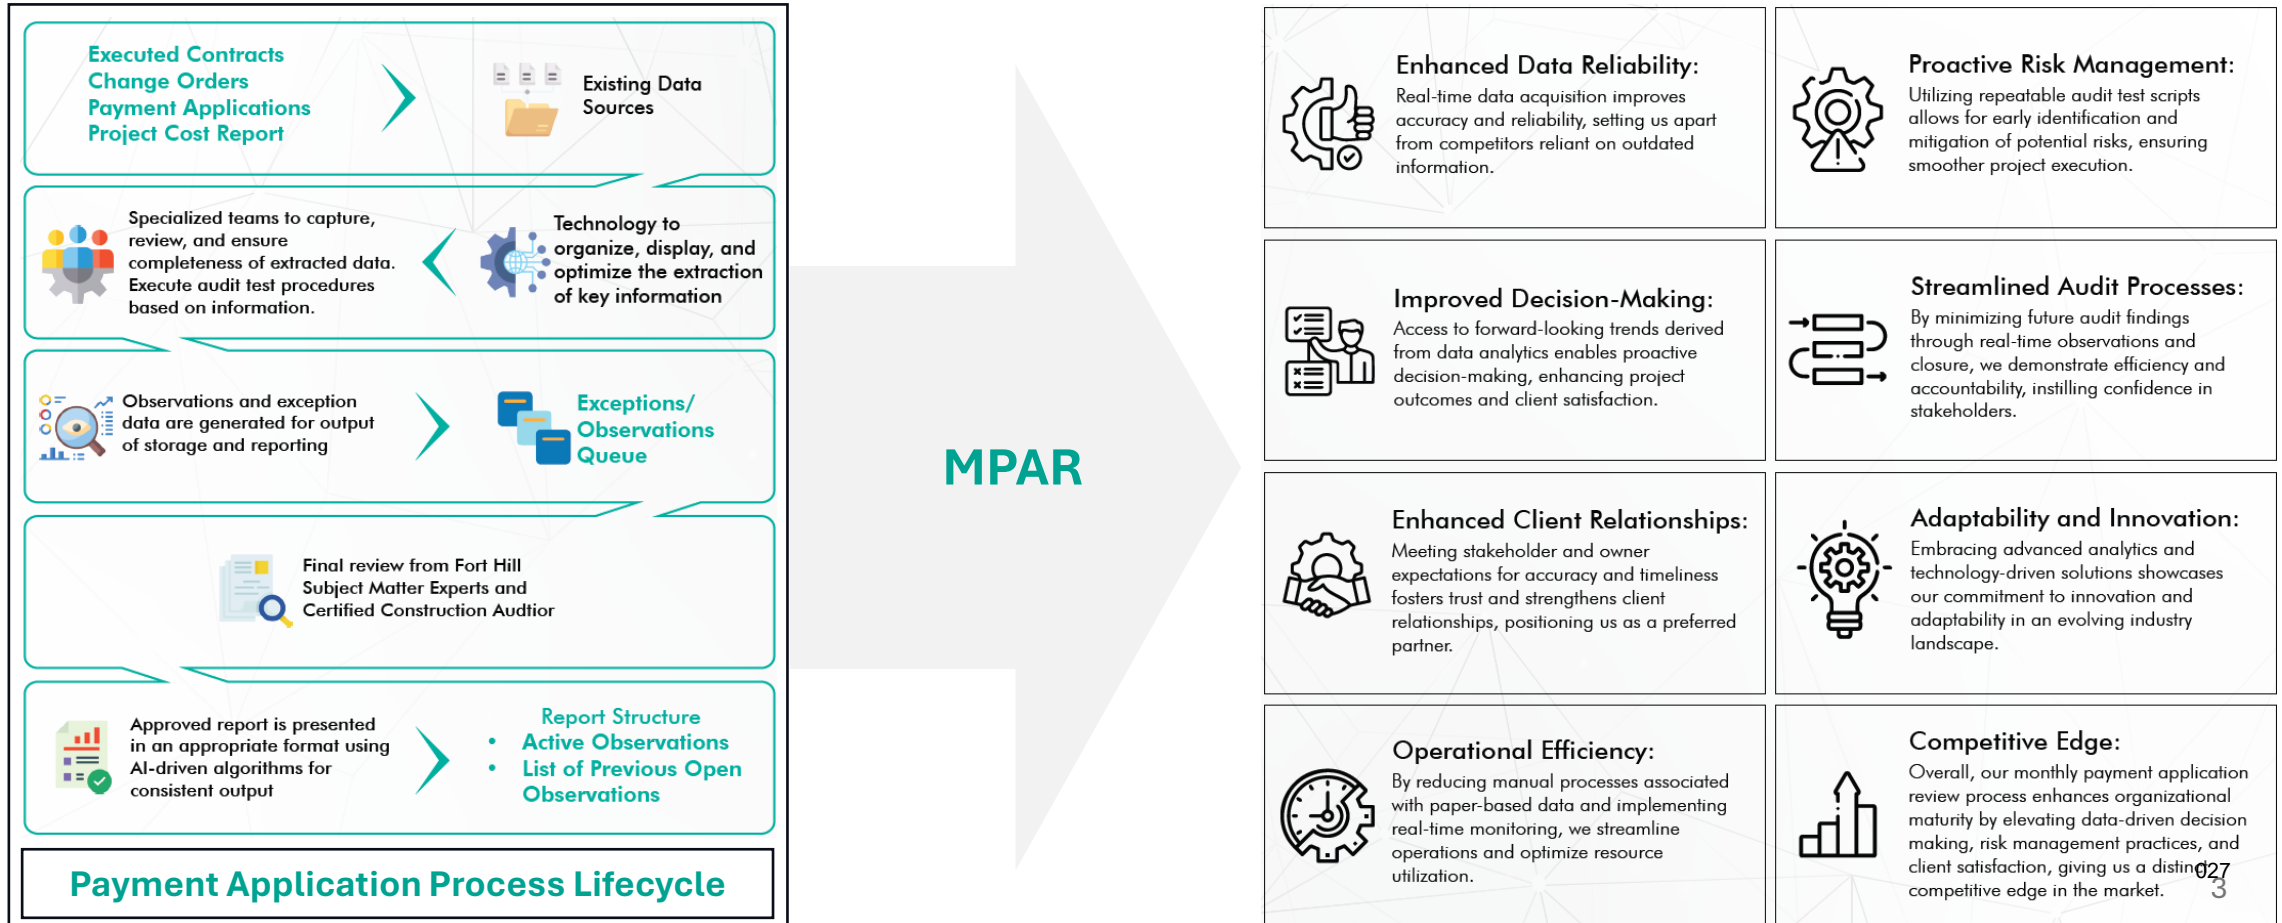 Executed Contracts
Change Orders
Payment Applications
Project Cost Report
Existing Data
Sources
Specialized teams to capture,
review, and ensure
completeness of extracted data.
Execute audit test procedures
based on information.
Technology to
organize, display, and
optimize the extraction
of key information
Observations and exception
data are generated for output
of storage and reporting
Exceptions/
Observations
Queue
Final review from Fort Hill
Subject Matter Experts and
Certified Construction Audtior
Approved report is presented
in an appropriate format using
AI-driven algorithms for
consistent output
Report Structure
• Active Observations
• List of Previous Open
Observations
Payment Application Process Lifecycle
MPAR
Enhanced Data Reliability:
Real-time data acquisition improves
accuracy and reliability, setting us apart
from competitors reliant on outdated
information.
Proactive Risk Management:
Utilizing repeatable audit test scripts
allows for early identification and
mitigation of potential risks, ensuring
smoother project execution.
Improved Decision-Making:
Access to forward-looking trends derived
from data analytics enables proactive
decision-making, enhancing project
outcomes and client satisfaction.
Streamlined Audit Processes:
By minimizing future audit findings
through real-time observations and
closure, we demonstrate efficiency and
accountability, instilling confidence in
stakeholders.
Enhanced Client Relationships:
Meeting stakeholder and owner
expectations for accuracy and timeliness
fosters trust and strengthens client
relationships, positioning us as a preferred
partner.
Adaptability and Innovation:
Embracing advanced analytics and
technology-driven solutions showcases
our commitment to innovation and
adaptability in an evolving industry
landscape.
Operational Efficiency:
By reducing manual processes associated
with paper-based data and implementing
real-time monitoring, we streamline
operations and optimize resource
utilization.
Competitive Edge:
Overall, our monthly payment application
review process enhances organizational
maturity by elevating data-driven decision
making, risk management practices, and
client satisfaction, giving us a distinct
competitive edge in the market.
027
3